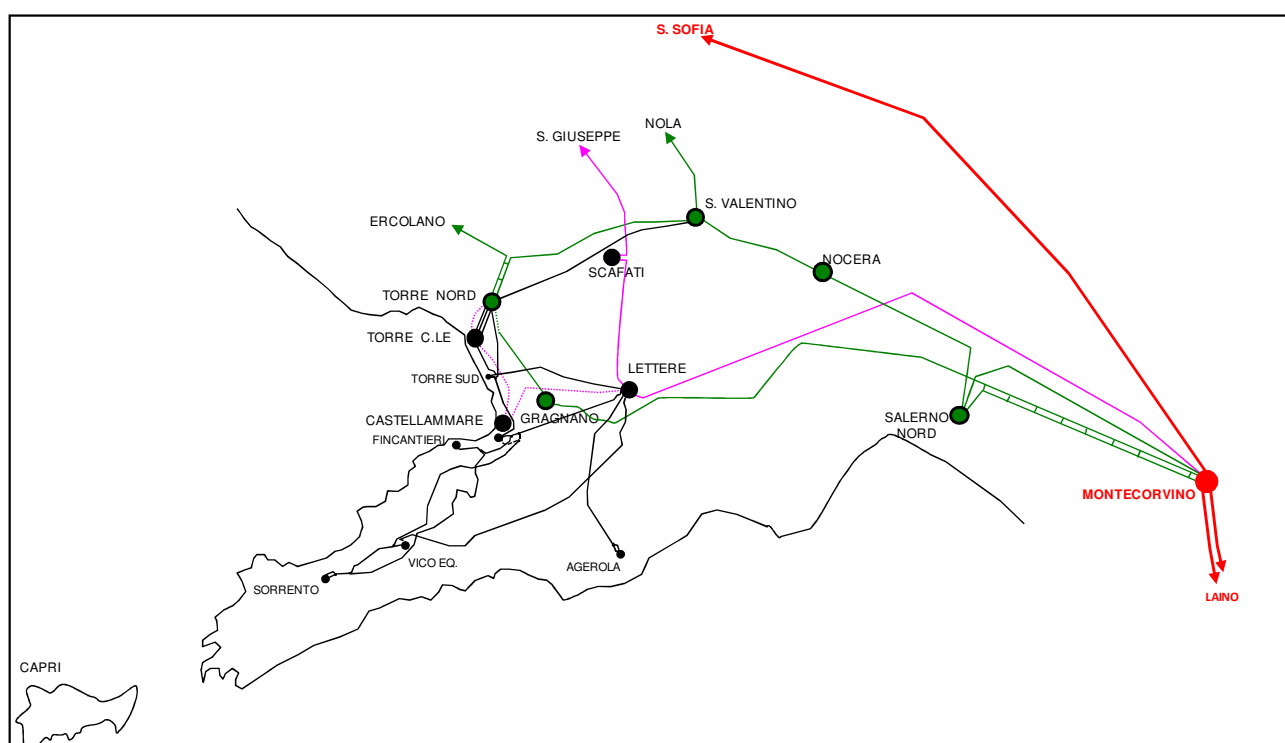 S. SOFIA
NOLA
S. GIUSEPPE
S. VALENTINO
ERCOLANO
NOCERA
SCAFATI
TORRE NORD
TORRE C.LE
LETTERE
TORRE SUD
CASTELLAMMARE
GRAGNANO
SALERNO
NORD
FINCANTIERI
MONTECORVINO
VICO EQ.
AGEROLA
SORRENTO
LAINO
CAPRI